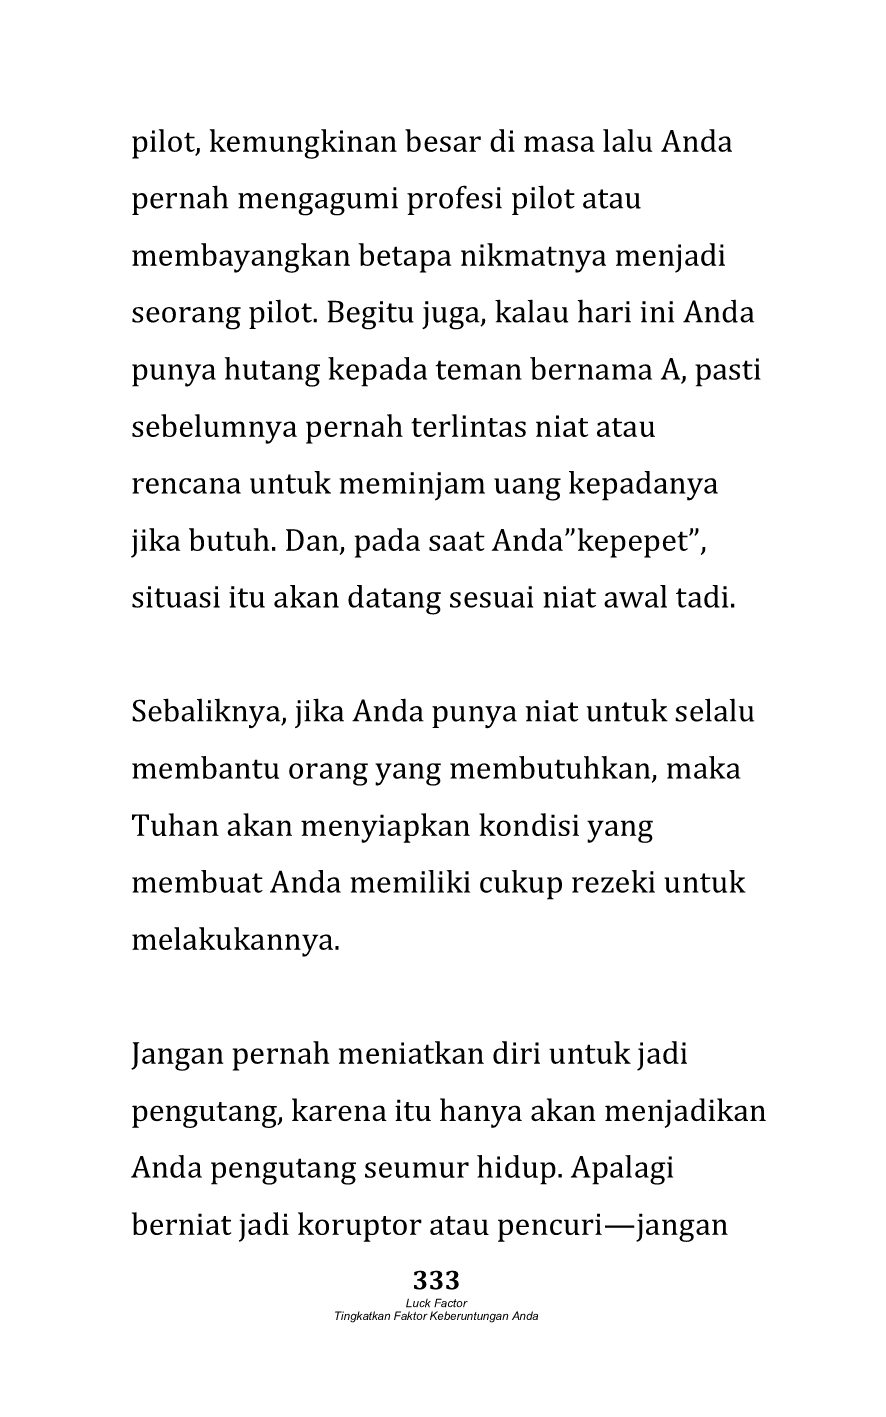 pilot, kemungkinan besar di masa lalu Anda
pernah mengagumi profesi pilot atau
membayangkan betapa nikmatnya menjadi
seorang pilot. Begitu juga, kalau hari ini Anda
punya hutang kepada teman bernama A, pasti
sebelumnya pernah terlintas niat atau
rencana untuk meminjam uang kepadanya
jika butuh. Dan, pada saat Anda”kepepet”,
situasi itu akan datang sesuai niat awal tadi.
Sebaliknya, jika Anda punya niat untuk selalu
membantu orang yang membutuhkan, maka
Tuhan akan menyiapkan kondisi yang
membuat Anda memiliki cukup rezeki untuk
melakukannya.
Jangan pernah meniatkan diri untuk jadi
pengutang, karena itu hanya akan menjadikan
Anda pengutang seumur hidup. Apalagi
berniat jadi koruptor atau pencuri—jangan
333
Luck Factor
Tingkatkan Faktor Keberuntungan Anda